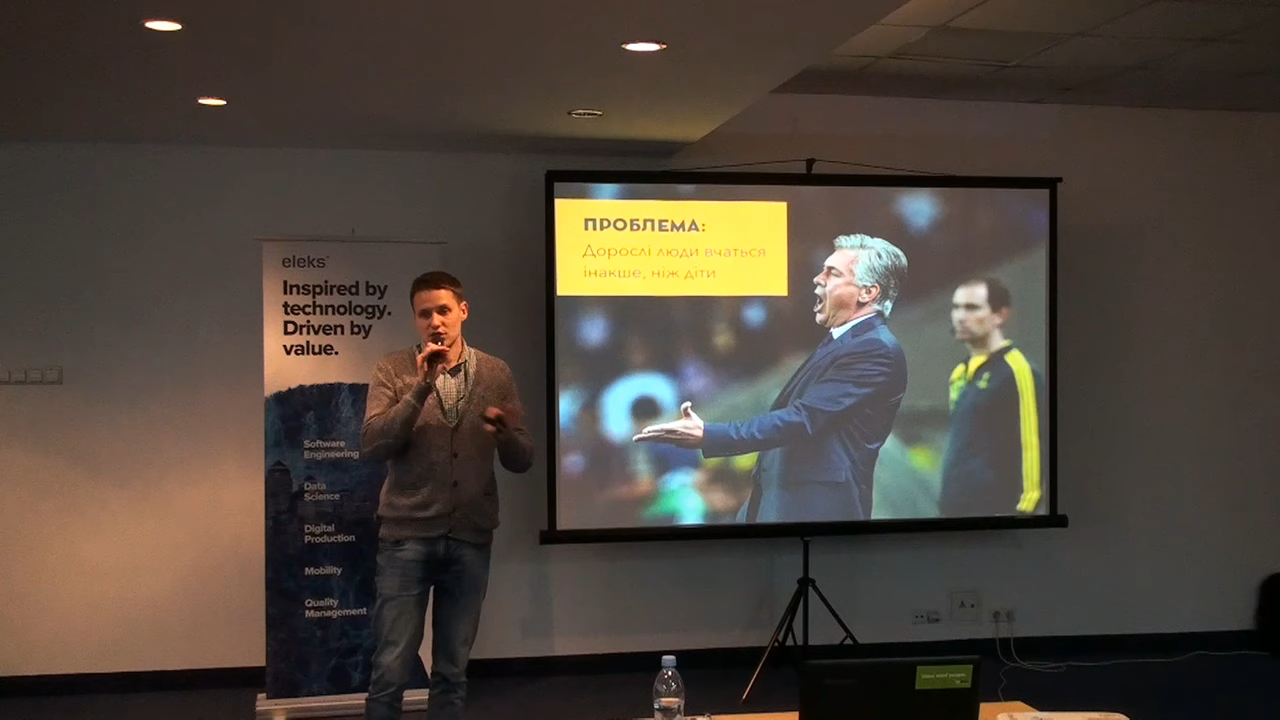 eleks
Inspired by
technology.
Driven by
value.
Software
Engineering
Data
Science
Digital
Production
Mobility
Quality
Management
ПРОБЛЕМА:
Дорослі люди вчаться
інакше, ніж діти